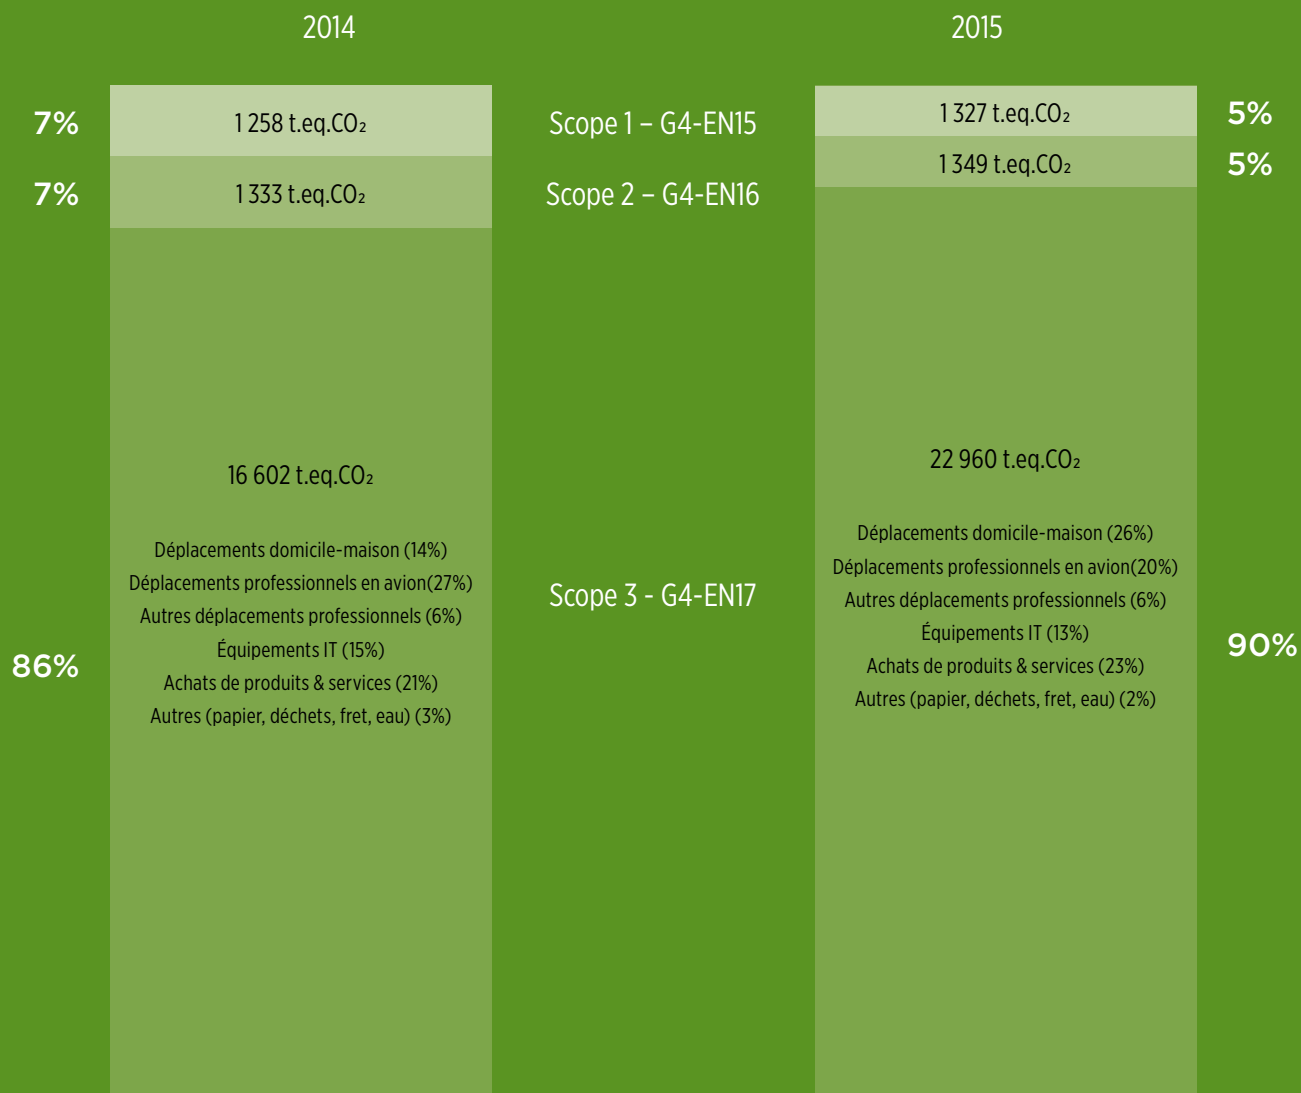 2014
2015
7%
1 258 t.eq.CO₂
Scope 1 – G4-EN15
1 327 t.eq.CO₂
5%
7%
1 333 t.eq.CO₂
Scope 2 – G4-EN16
1 349 t.eq.CO₂
5%
16 602 t.eq.CO₂
Déplacements domicile-maison (14%)
Déplacements professionnels en avion(27%)
Autres déplacements professionnels (6%)
Équipements IT (15%)
Achats de produits & services (21%)
Autres (papier, déchets, fret, eau) (3%)
86%
Scope 3 - G4-EN17
22 960 t.eq.CO₂
Déplacements domicile-maison (26%)
Déplacements professionnels en avion(20%)
Autres déplacements professionnels (6%)
Équipements IT (13%)
Achats de produits & services (23%)
Autres (papier, déchets, fret, eau) (2%)
90%